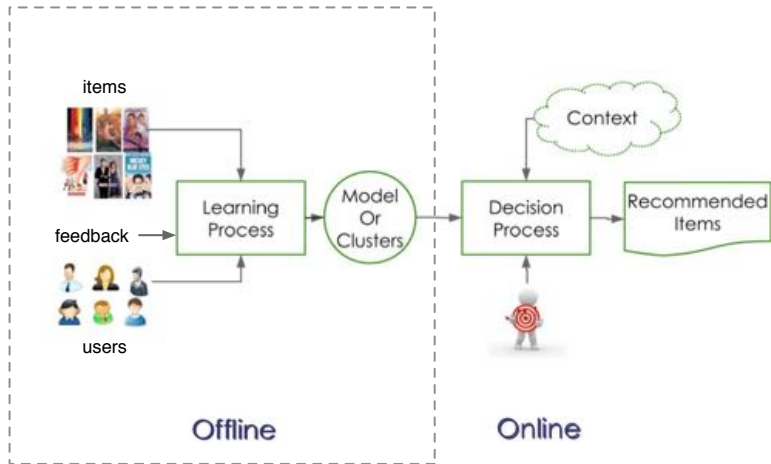 items
feedback
users
Learning
Process
Model
Or
Clusters
Context
Decision
Process
Recommended
Items
Offline
Online